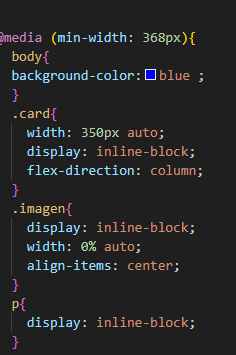 @media (min-width: 368px){
body{
background-color: blue ;
}
.card{
width: 350px auto;
display: inline-block;
flex-direction: column;
}
.imagen{
display: inline-block;
width: 0% auto;
align-items: center;
}
p{
display: inline-block;
}